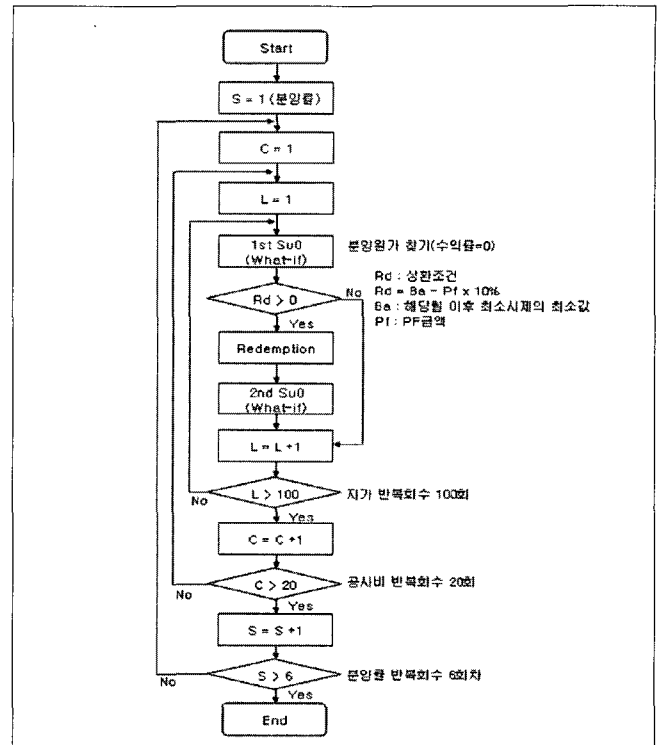 Start
S = 1 (분양률)
C = 1
L = 1
1st Su0
(What-if)
분양원가 찾기(수익률=0)
Rd : 상환조건
Rd = Ba - Pf x 10%
Ba : 해당월 이후 최소시제의 최소값
Pf : PF금액
Rd > 0
No
Yes
Redemption
2nd Su0
(What-if)
L = L +1
L > 100
지가 반복회수 100회
No
Yes
C = C +1
C > 20
공사비 반복회수 20회
No
Yes
S = S +1
S > 6
분양률 반복회수 6회차
No
Yes
End